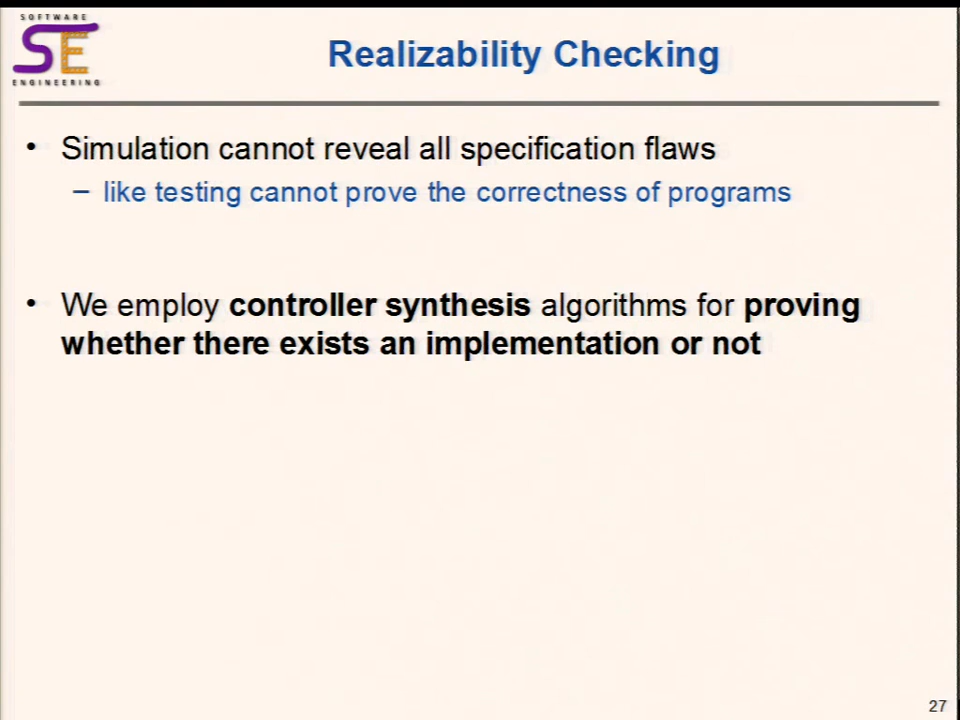 SOFTWARE
SE
ENGINEERING
Realizability Checking
• Simulation cannot reveal all specification flaws
– like testing cannot prove the correctness of programs
• We employ controller synthesis algorithms for proving
whether there exists an implementation or not
27